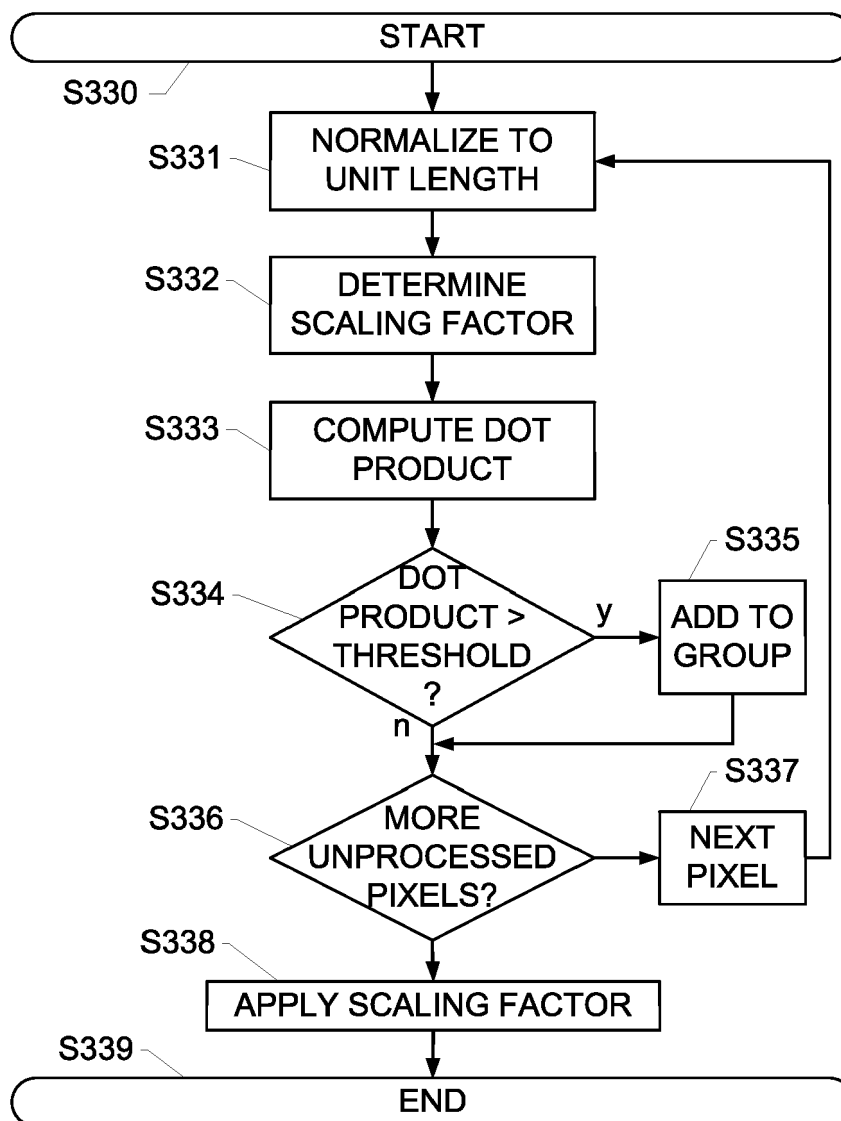 START
S330
NORMALIZE TO
UNIT LENGTH
S331
DETERMINE
SCALING FACTOR
S332
COMPUTE DOT
PRODUCT
S333
DOT
PRODUCT >
THRESHOLD
?
S334
y
n
S335
ADD TO
GROUP
S336
MORE
UNPROCESSED
PIXELS?
S337
NEXT
PIXEL
S338
APPLY SCALING FACTOR
S339
END